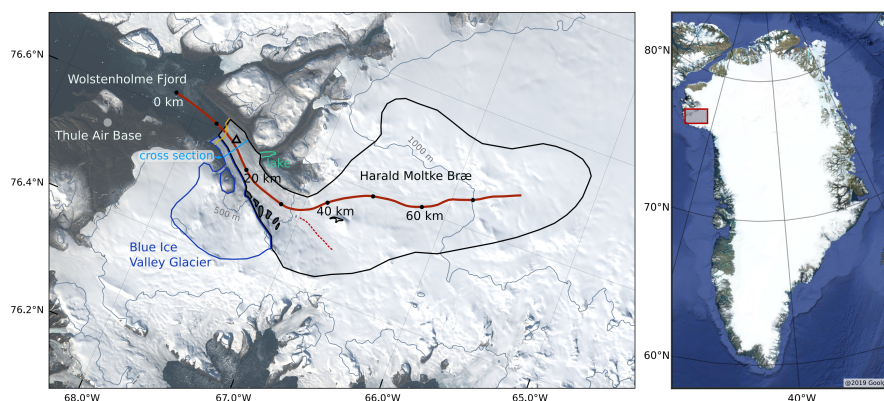 76.6°N
76.4°N
76.2°N
68.0°W
67.0°W
66.0°W
65.0°W
Wolstenholme Fjord
0 km
Thule Air Base
cross section
lake
20 km
1000 m
Harald Moltke Bræ
40 km
60 km
500 m
Blue Ice
Valley Glacier
80°N
70°N
60°N
40°W
@2019 Googl